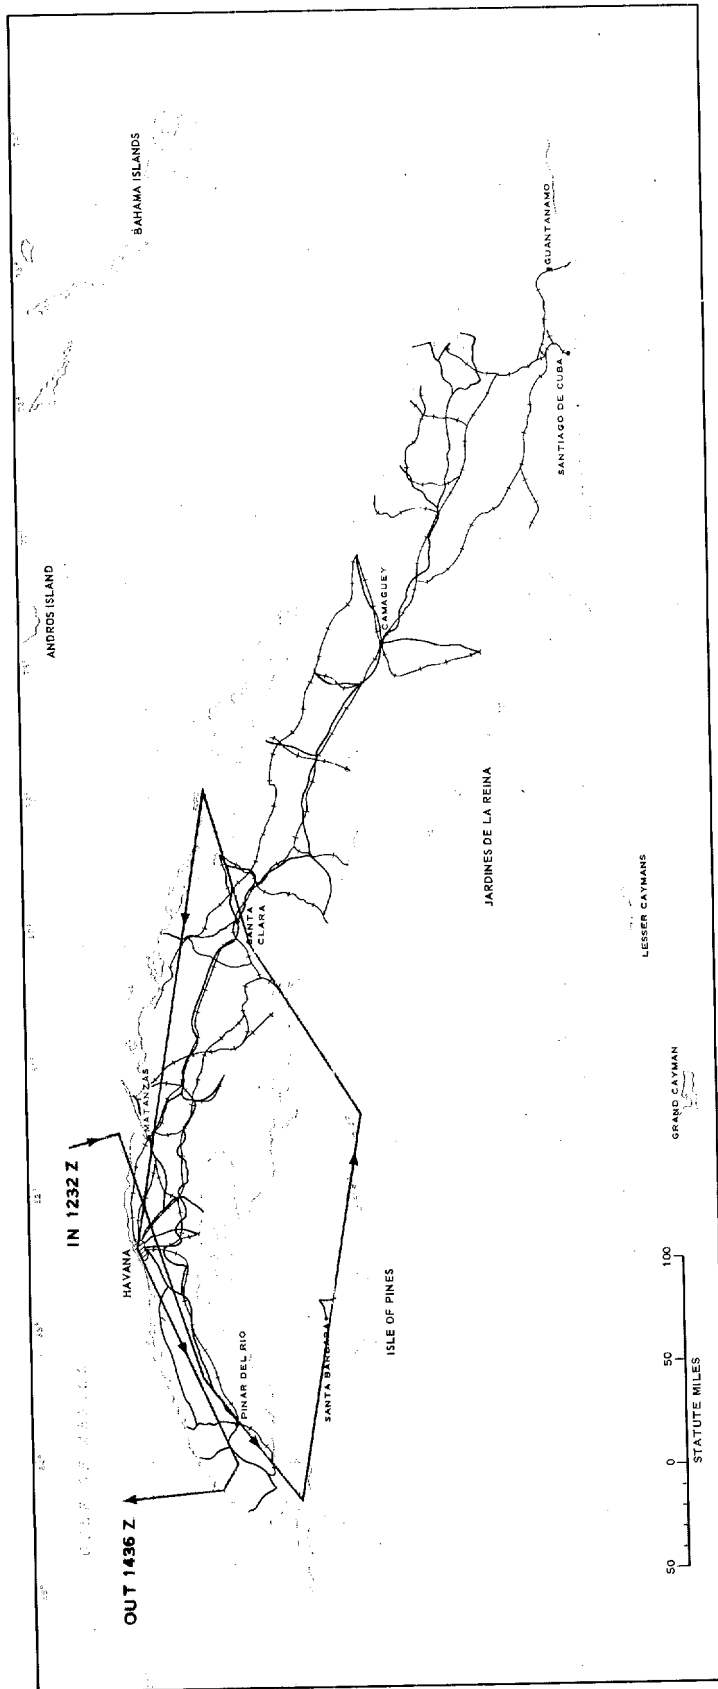 BAHAMA ISLANDS
GUANTANAMO
SANTIAGO DE CUBA
ANDROS ISLAND
CAMAGUEY
JARDINES DE LA REINA
LESSER CAYMANS
SANTA
CLARA
MATANZAS
GRAND CAYMAN
IN 1232 Z
HAVANA
ISLE OF PINES
SANTA BARBARA
PINAR DEL RIO
OUT 1436 Z
50 0 50 100
STATUTE MILES